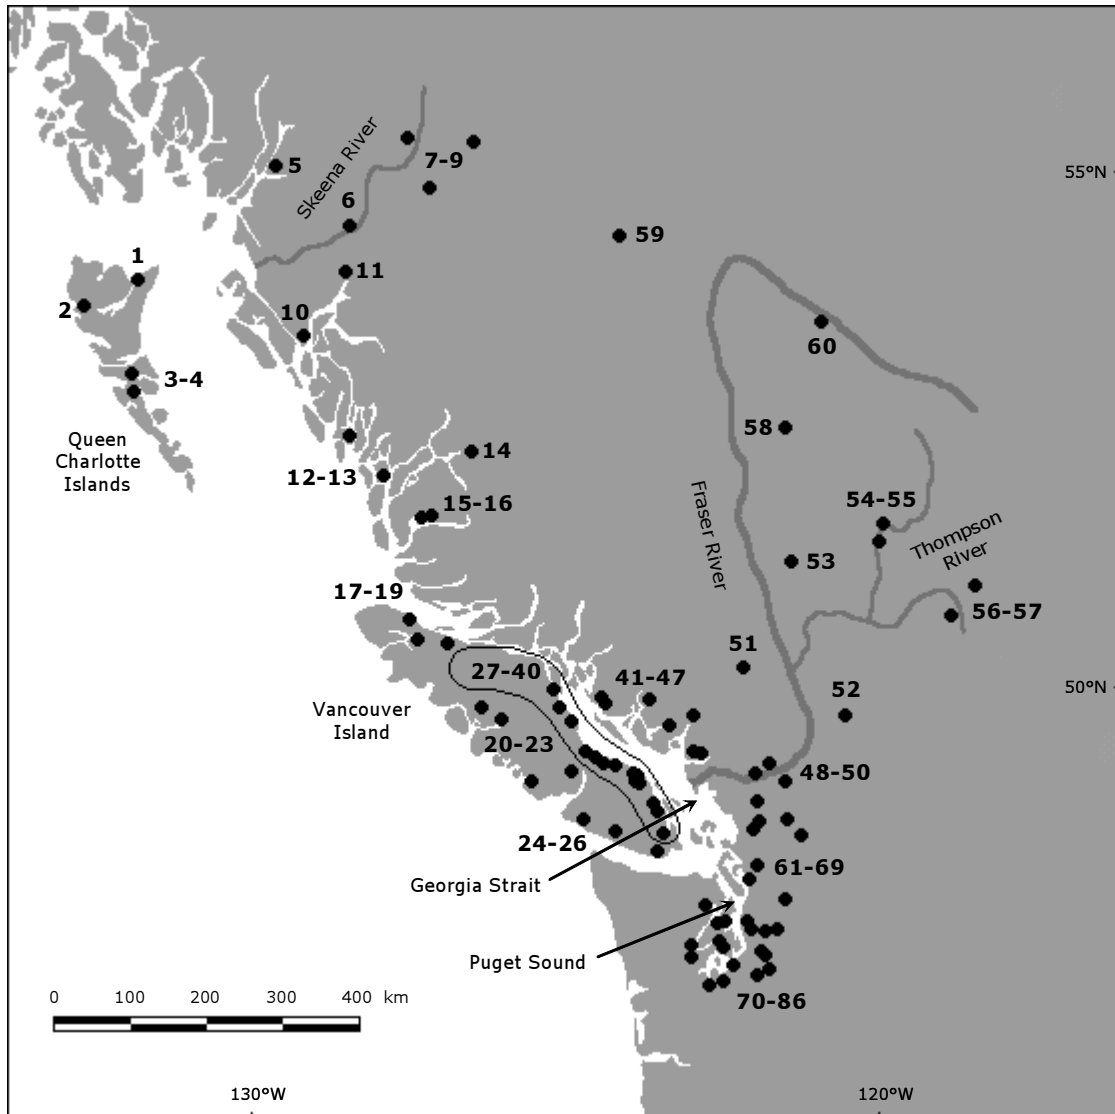 5
7-9
Skeena River
55°N
6
59
1
11
2
10
60
3-4
58
Queen
Charlotte
Islands
14
12-13
15-16
Fraser River
54-55
Thompson
River
53
17-19
56-57
51
27-40
41-47
50°N
52
Vancouver
Island
20-23
48-50
24-26
61-69
Georgia Strait
Puget Sound
0 100 200 300 400 km
70-86
130°W
120°W